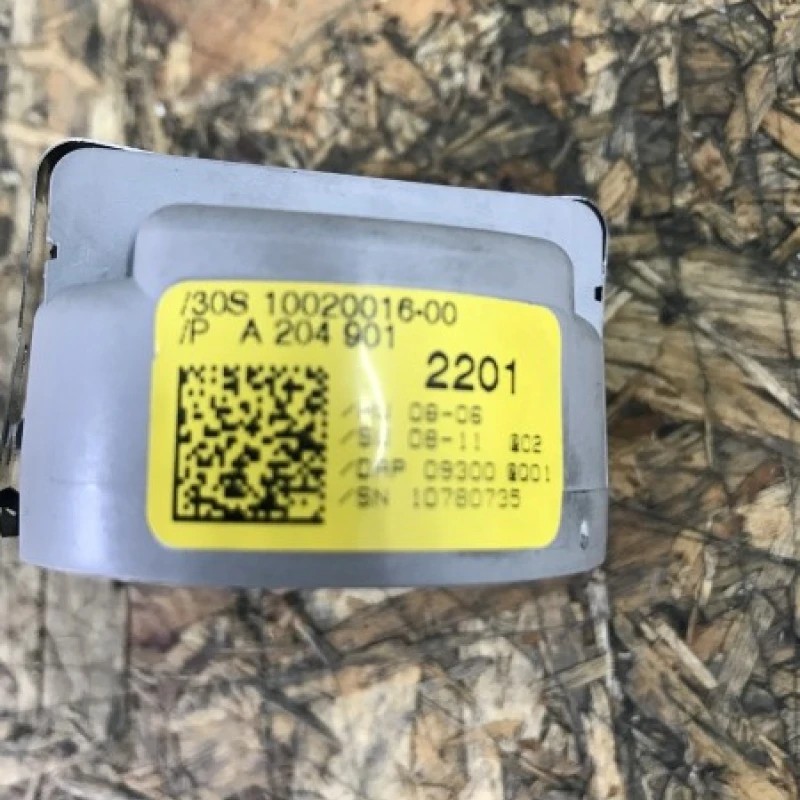 /30S 10020016-00
/P A 204 901
2201
/HW 08-06
/SW 08-11 002
/DAP 09300 0001
/SN 10780735